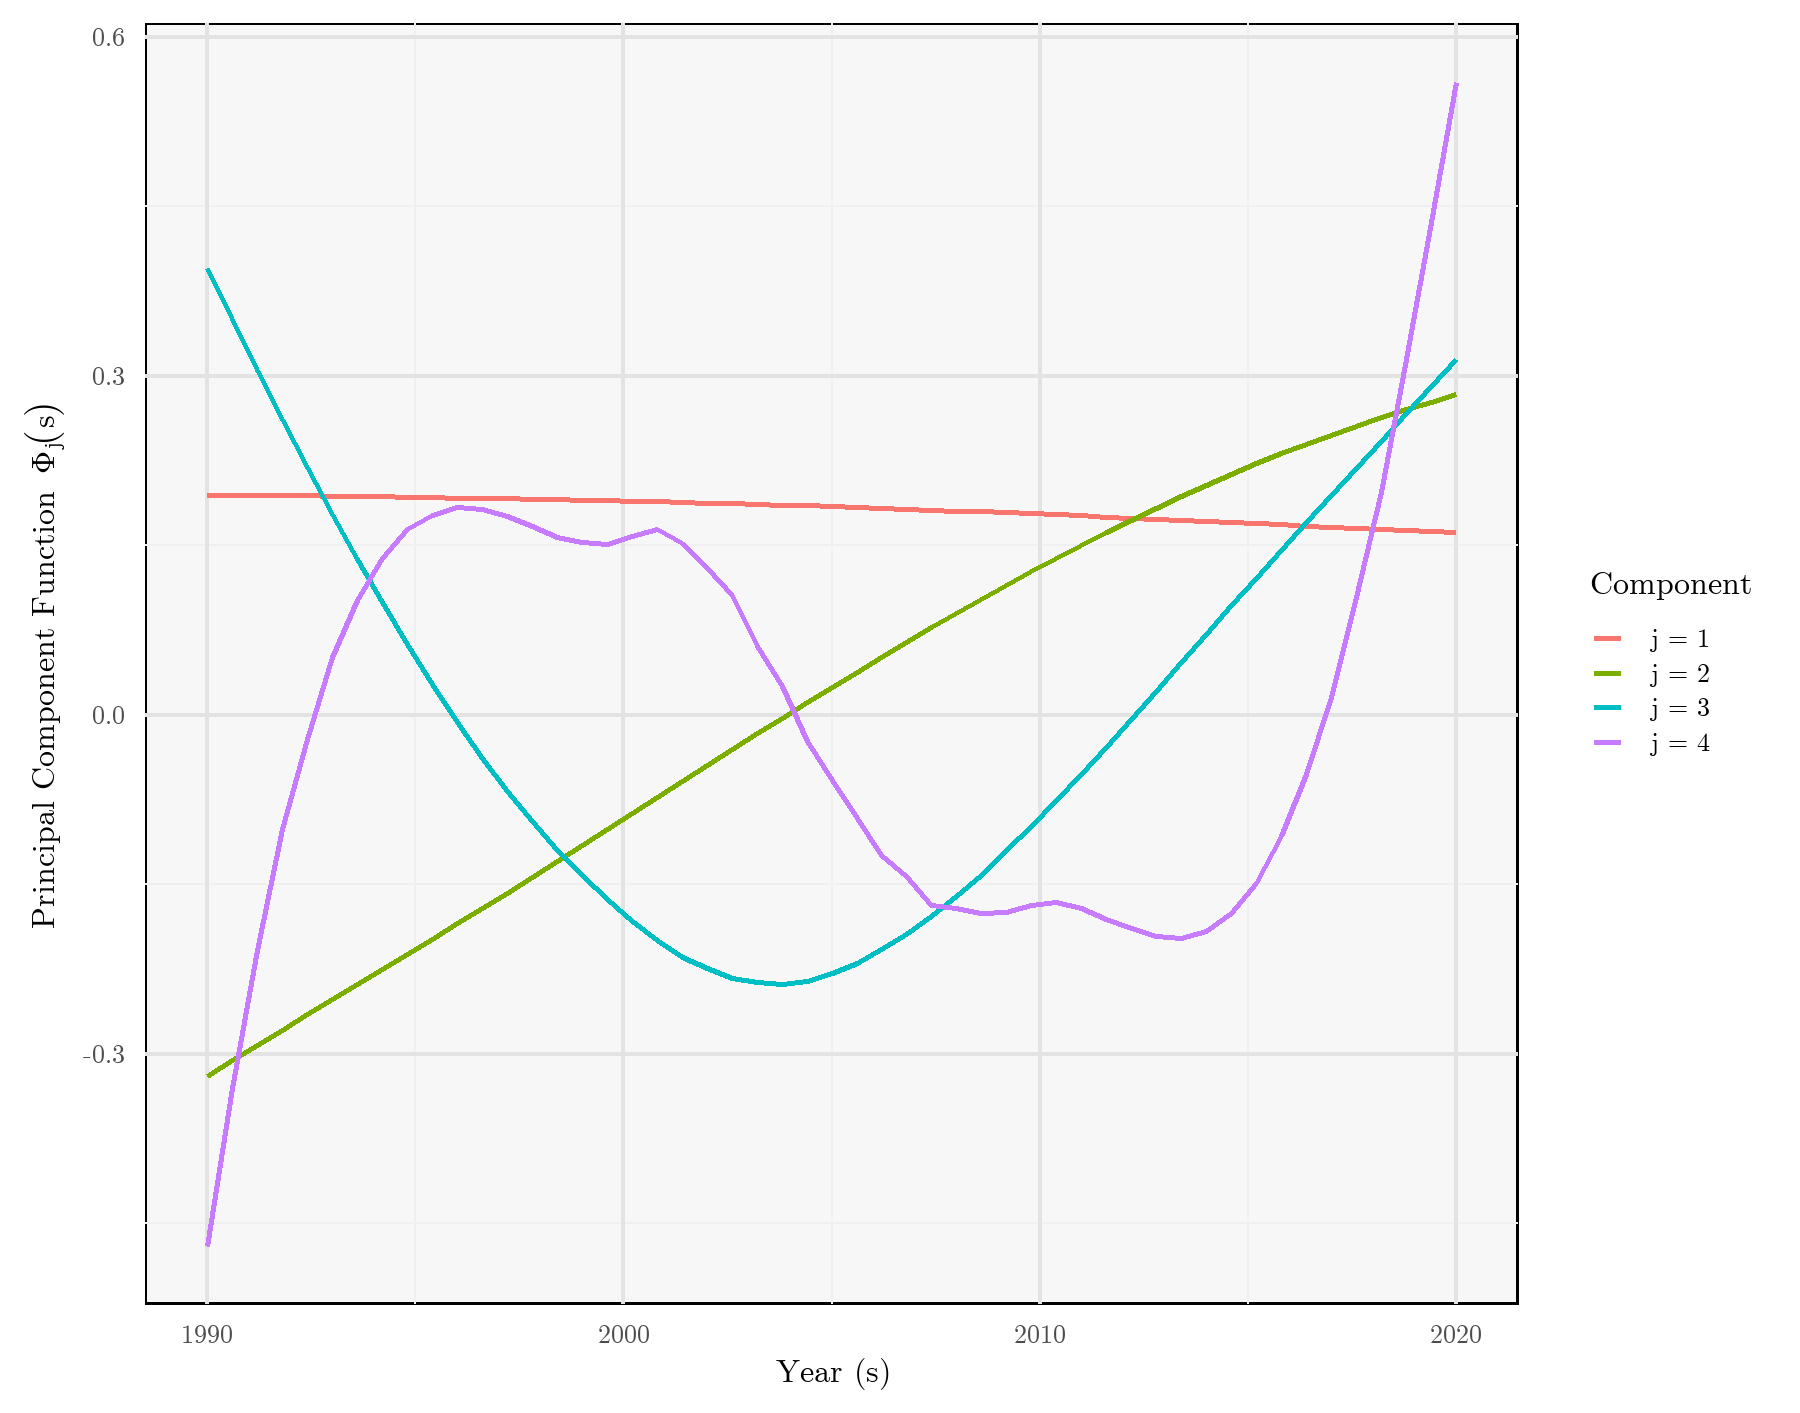 Principal Component Function Φj(s)
0.6
0.3
0.0
-0.3
1990 2000 2010 2020
Year (s)
Component
j = 1
j = 2
j = 3
j = 4